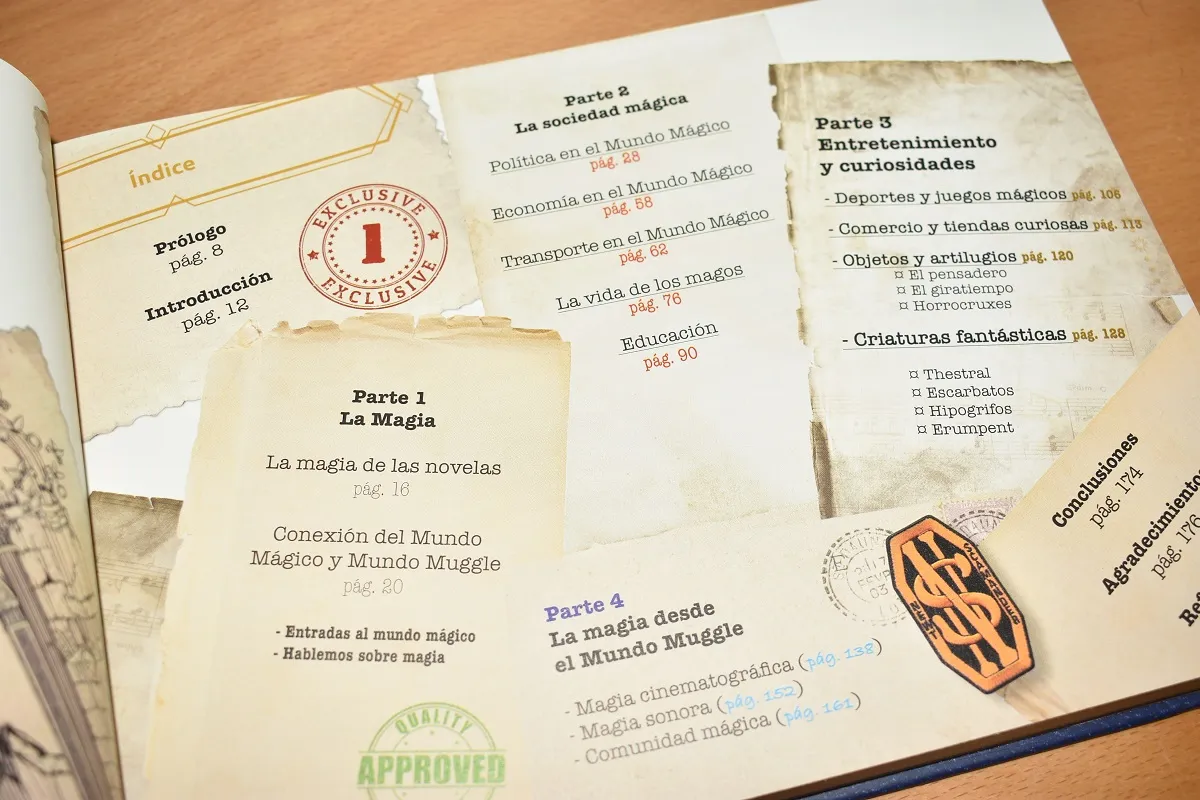 Índice
Prólogo
pág. 8
Introducción
pág. 12
EXCLUSIVE
1
EXCLUSIVE
Parte 1
La Magia
La magia de las novelas
pág. 16
Conexión del Mundo
Mágico y Mundo Muggle
pág. 20
- Entradas al mundo mágico
- Hablemos sobre magia
QUALITY
APPROVED
Parte 2
La sociedad mágica
Política en el Mundo Mágico
pág. 28
Economía en el Mundo Mágico
pág. 58
Transporte en el Mundo Mágico
pág. 62
La vida de los magos
pág. 76
Educación
pág. 90
Parte 3
Entretenimiento
y curiosidades
- Deportes y juegos mágicos pág. 106
- Comercio y tiendas curiosas pág. 113
- Objetos y artilugios pág. 120
¤ El pensadero
¤ El giratiempo
¤ Horrocruxes
- Criaturas fantásticas pág. 128
¤ Thestral
¤ Escarbatos
¤ Hipogrifos
¤ Erumpent
Parte 4
La magia desde
el Mundo Muggle
- Magia cinematográfica (pág. 138)
- Magia sonora (pág. 152)
- Comunidad mágica (pág. 161)
NEWT
SCAMANDER
NS
Conclusiones
pág. 174
Agradecimientos
pág. 176